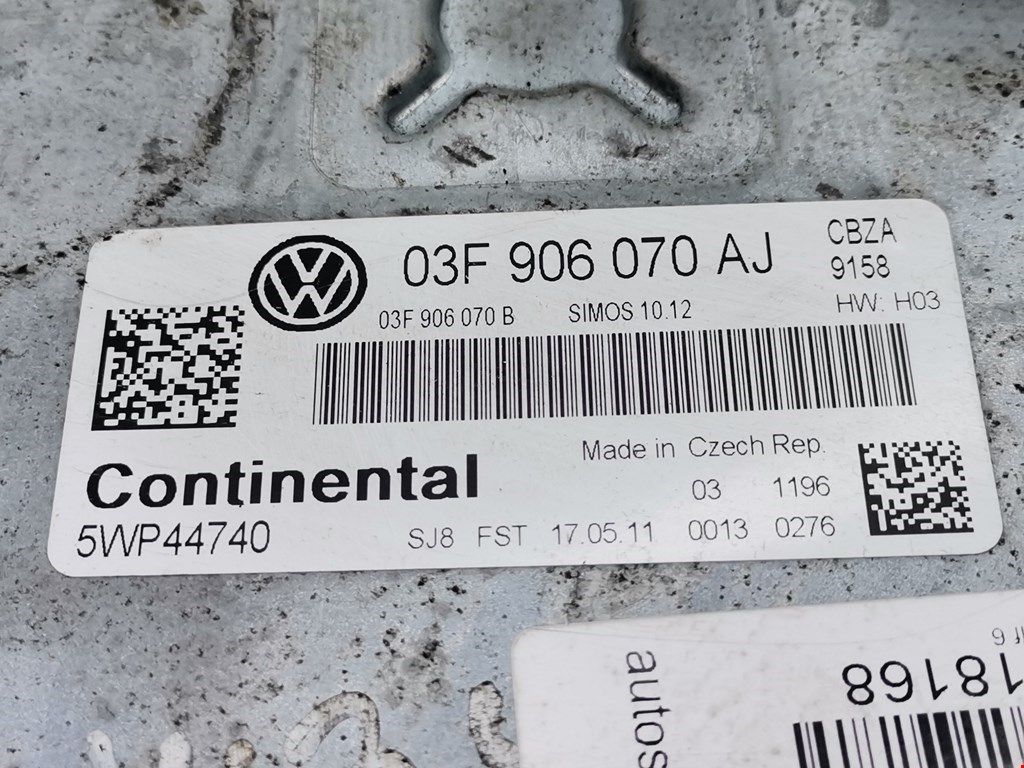 03F 906 070 AJ
CBZA
9158
03F 906 070 B SIMOS 10.12
HW: H03
Made in Czech Rep.
Continental
03 1196
5WP44740
SJ8 FST 17.05.11 0013 0276
18168
autos